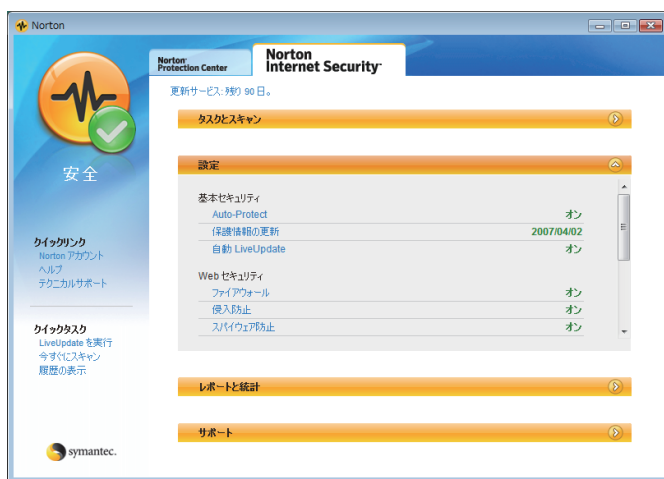 Norton
Norton™
Protection Center
Norton
Internet Security™
更新サービス: 残り 90 日。
タスクとスキャン
設定
基本セキュリティ
Auto-Protect オン
保護情報の更新 2007/04/02
自動 LiveUpdate オン
Web セキュリティ
ファイアウォール オン
侵入防止 オン
スパイウェア防止 オン
レポートと統計
サポート
安全
クイックリンク
Norton アカウント
ヘルプ
テクニカルサポート
クイックタスク
LiveUpdate を実行
今すぐにスキャン
履歴の表示
symantec.